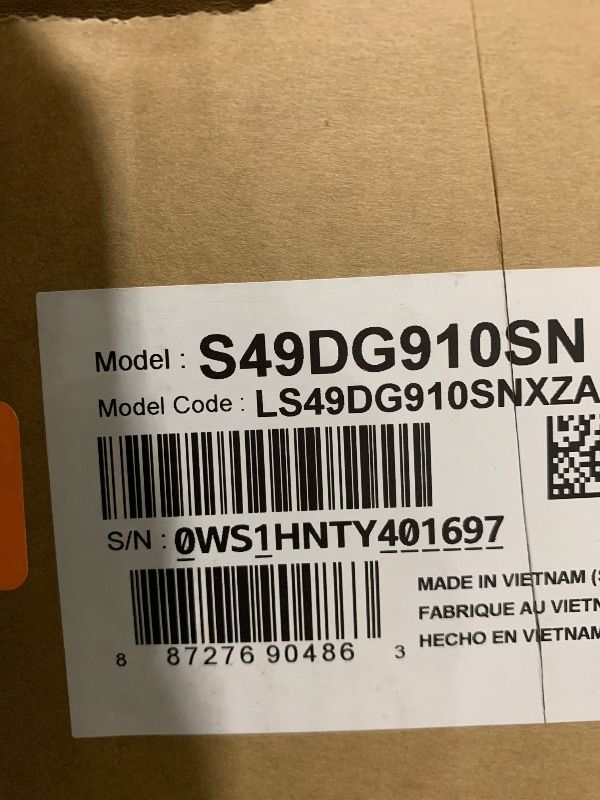 Model : S49DG910SN
Model Code : LS49DG910SNXZA
S/N : 0WS1HNTY401697
MADE IN VIETNAM (
FABRIQUE AU VIETN
HECHO EN VIETNAM
8 87276 90486 3